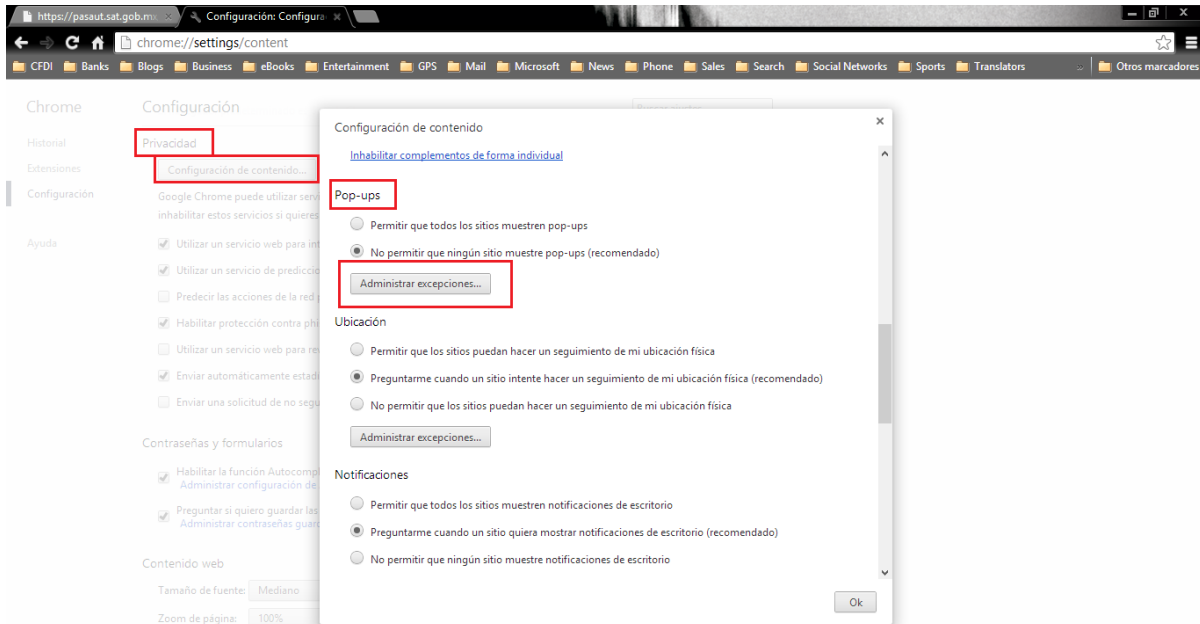 https://pasaut.sat.gob.mx
Configuración: Configura
chrome://settings/content
CFDI Banks Blogs Business eBooks Entertainment GPS Mail Microsoft News Phone Sales Search Social Networks Sports Translators » Otros marcadores
Chrome
Historial
Extensiones
Configuración
Ayuda
Configuración
Privacidad
Configuración de contenido...
Google Chrome puede utilizar
inhabilitar estos servicios si quieres
Utilizar un servicio web para
Utilizar un servicio de
Predecir las acciones de la red
Habilitar protección contra
Utilizar un servicio web para
Enviar automáticamente
Enviar una solicitud de no
Contraseñas y formularios
Habilitar la función
Administrar configuración de
Preguntar si quiero guardar las
Administrar contraseñas
Contenido web
Tamaño de fuente: Mediano
Zoom de página: 100%
Configuración de contenido
Inhabilitar complementos de forma individual
Pop-ups
Permitir que todos los sitios muestren pop-ups
No permitir que ningún sitio muestre pop-ups (recomendado)
Administrar excepciones...
Ubicación
Permitir que los sitios puedan hacer un seguimiento de mi ubicación física
Preguntarme cuando un sitio intente hacer un seguimiento de mi ubicación física (recomendado)
No permitir que los sitios puedan hacer un seguimiento de mi ubicación física
Administrar excepciones...
Notificaciones
Permitir que todos los sitios muestren notificaciones de escritorio
Preguntarme cuando un sitio quiera mostrar notificaciones de escritorio (recomendado)
No permitir que ningún sitio muestre notificaciones de escritorio
Ok